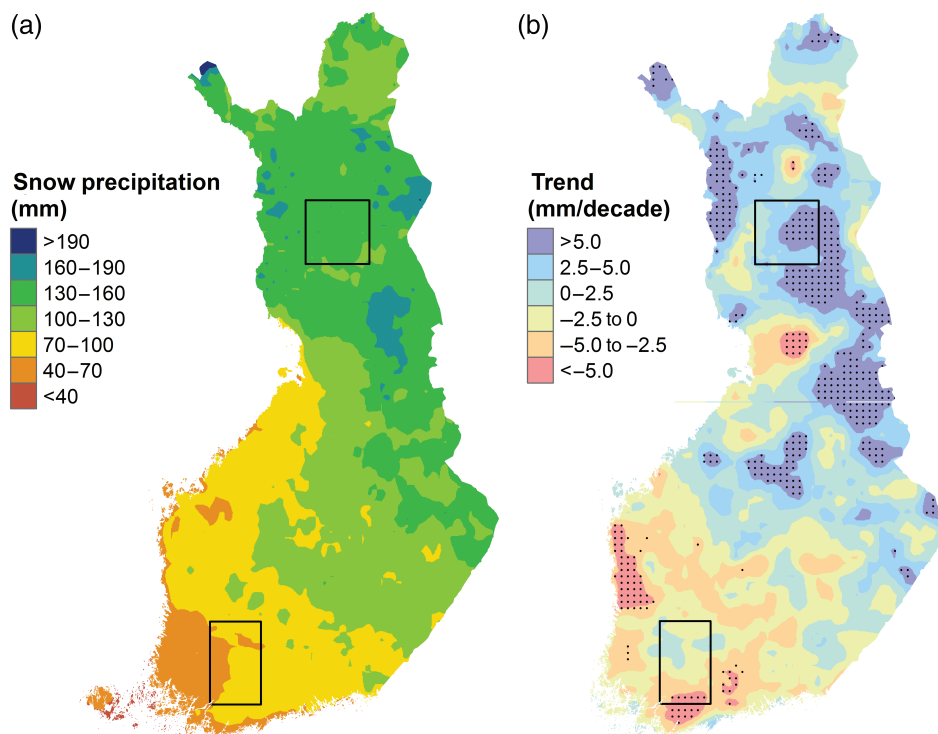 (a)
Snow precipitation
(mm)
>190
160–190
130–160
100–130
70–100
40–70
<40
(b)
Trend
(mm/decade)
>5.0
2.5–5.0
0–2.5
−2.5 to 0
−5.0 to −2.5
<−5.0